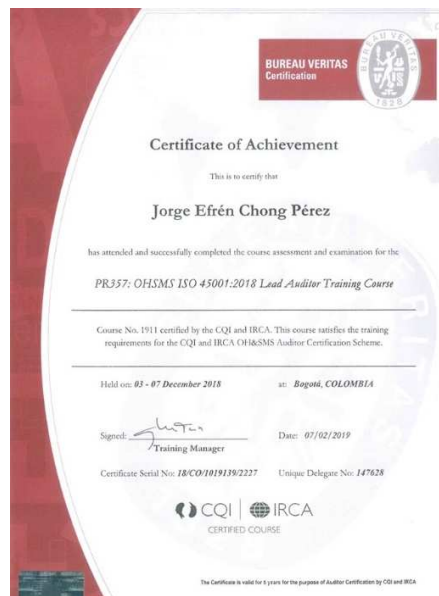 BUREAU VERITAS
Certification
BUREAU VERITAS
1828
Certificate of Achievement
This is to certify that
Jorge Efrén Chong Pérez
has attended and successfully completed the course assessment and examination for the
PR357: OHSMS ISO 45001:2018 Lead Auditor Training Course
Course No. 1911 certified by the CQI and IRCA. This course satisfies the training
requirements for the CQI and IRCA OH&SMS Auditor Certification Scheme.
Held on: 03 - 07 December 2018 at: Bogotá, COLOMBIA
Signed: Date: 07/02/2019
Training Manager
Certificate Serial No: 18/CO/1019139/2227 Unique Delegate No: 147628
CQI IRCA
CERTIFIED COURSE
The Certificate is valid for 5 years for the purpose of Auditor Certification by CQI and IRCA